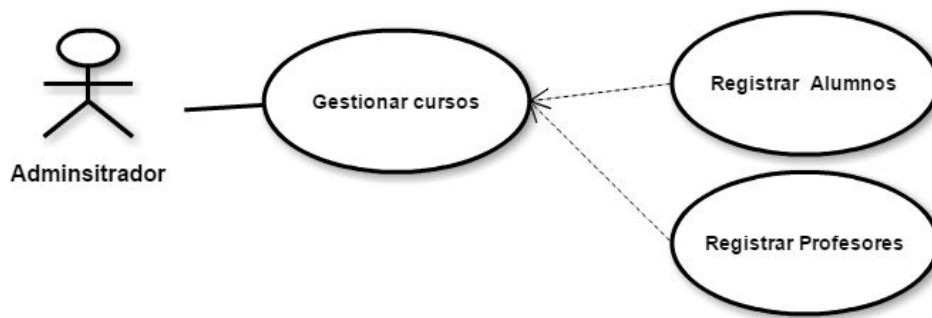 Adminsitrador
Gestionar cursos
Registrar Alumnos
Registrar Profesores